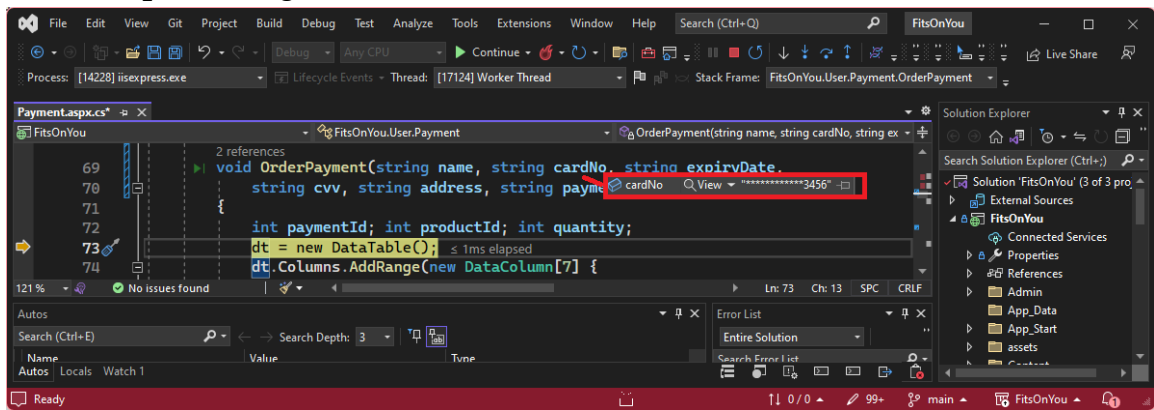 File Edit View Git Project Build Debug Test Analyze Tools Extensions Window Help Search (Ctrl+Q) FitsOnYou
Debug Any CPU Continue Live Share
Process: [14228] iisexpress.exe Lifecycle Events Thread: [17124] Worker Thread Stack Frame: FitsOnYou.User.Payment.OrderPayment
Payment.aspx.cs*
FitsOnYou FitsOnYou.User.Payment OrderPayment(string name, string cardNo, string ex
2 references
69 void OrderPayment(string name, string cardNo, string expiryDate,
70 string cvv, string address, string payme
cardNo View "************3456"
71 {
72 int paymentId; int productId; int quantity;
73 dt = new DataTable(); ≤ 1ms elapsed
74 dt.Columns.AddRange(new DataColumn[7] {
121 % No issues found Ln: 73 Ch: 13 SPC CRLF
Autos
Search (Ctrl+E) Search Depth: 3
Name Value Type
Autos Locals Watch 1
Error List
Entire Solution
Search Error List
Solution Explorer
Search Solution Explorer (Ctrl+;)
Solution 'FitsOnYou' (3 of 3 proj
External Sources
FitsOnYou
Connected Services
Properties
References
Admin
App_Data
App_Start
assets
Content
Ready 0 / 0 99+ main FitsOnYou 1